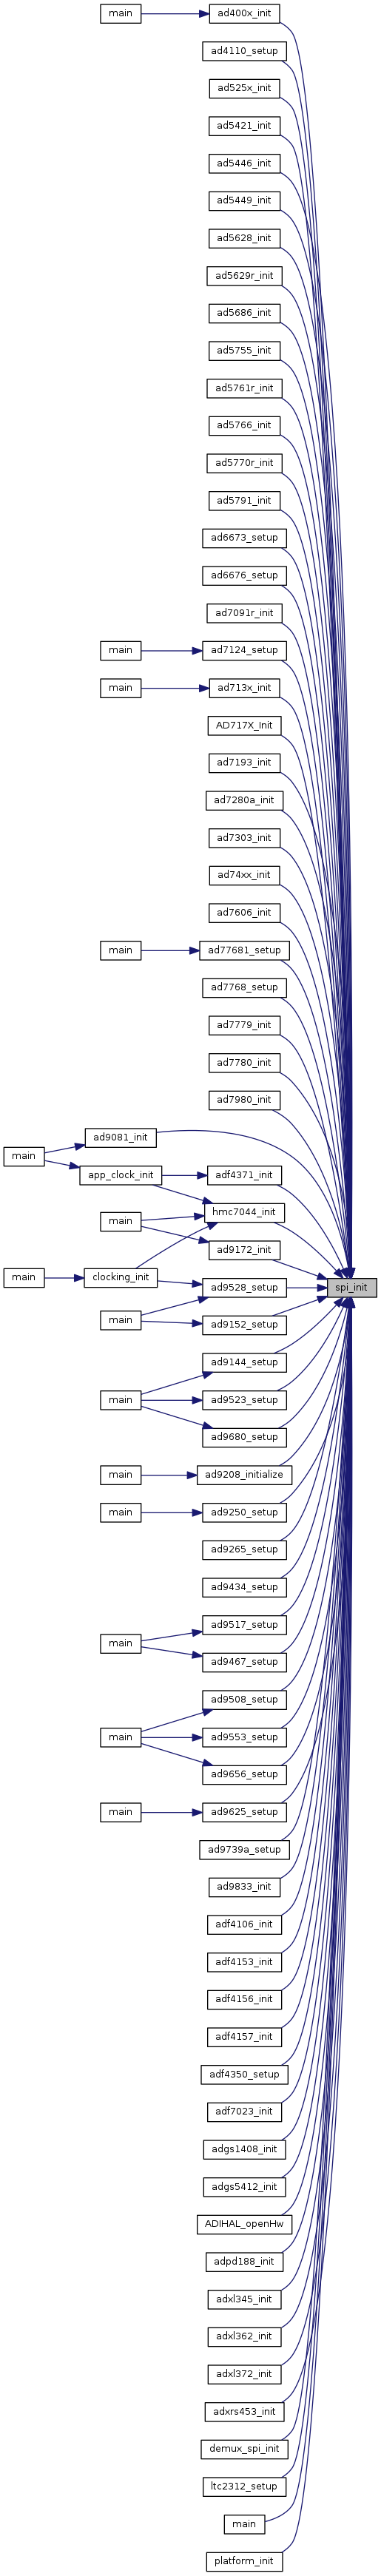 main
ad400x_init
ad4110_setup
ad525x_init
ad5421_init
ad5446_init
ad5449_init
ad5628_init
ad5629r_init
ad5686_init
ad5755_init
ad5761r_init
ad5766_init
ad5770r_init
ad5791_init
ad6673_setup
ad6676_setup
ad7091r_init
main
ad7124_setup
main
ad713x_init
AD717X_Init
ad7193_init
ad7280a_init
ad7303_init
ad74xx_init
ad7606_init
main
ad77681_setup
ad7768_setup
ad7779_init
ad7780_init
ad7980_init
ad9081_init
main
app_clock_init
adf4371_init
hmc7044_init
main
ad9172_init
main
clocking_init
ad9528_setup
spi_init
main
ad9152_setup
ad9144_setup
main
ad9523_setup
ad9680_setup
main
ad9208_initialize
main
ad9250_setup
ad9265_setup
ad9434_setup
ad9517_setup
main
ad9467_setup
ad9508_setup
main
ad9553_setup
ad9656_setup
main
ad9625_setup
ad9739a_setup
ad9833_init
adf4106_init
adf4153_init
adf4156_init
adf4157_init
adf4350_setup
adf7023_init
adgs1408_init
adgs5412_init
ADIHAL_openHw
adpd188_init
adxl345_init
adxl362_init
adxl372_init
adxrs453_init
demux_spi_init
ltc2312_setup
main
platform_init